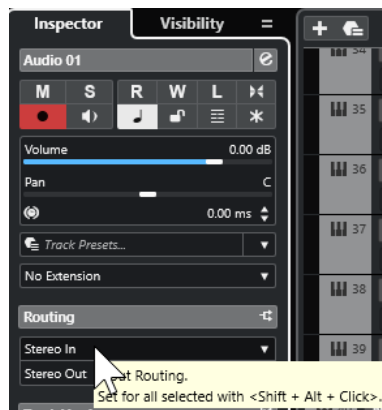 Inspector Visibility
Audio 01 e
M S R W L
Volume 0.00 dB
Pan C
0.00 ms
Track Presets...
No Extension
Routing
Stereo In
Stereo Out
ut Routing.
Set for all selected with <Shift + Alt + Click>.
34
35
36
37
38
39